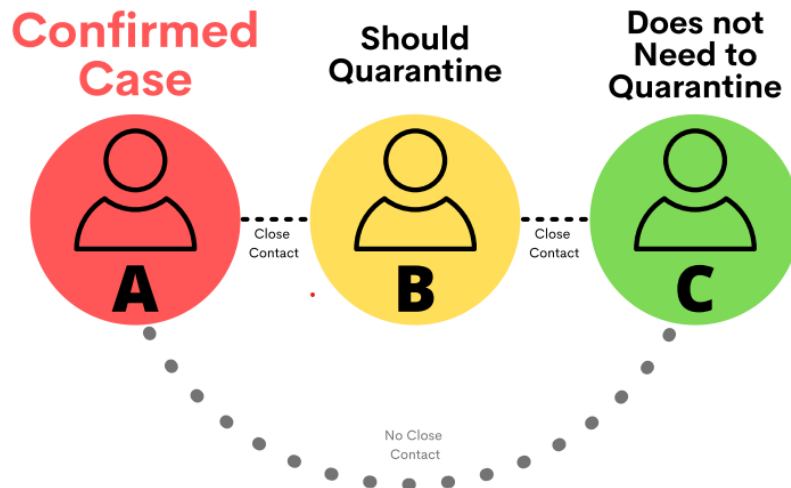 Confirmed
Case
Should
Quarantine
Does not
Need to
Quarantine
Close
Contact
Close
Contact
A
B
C
No Close
Contact